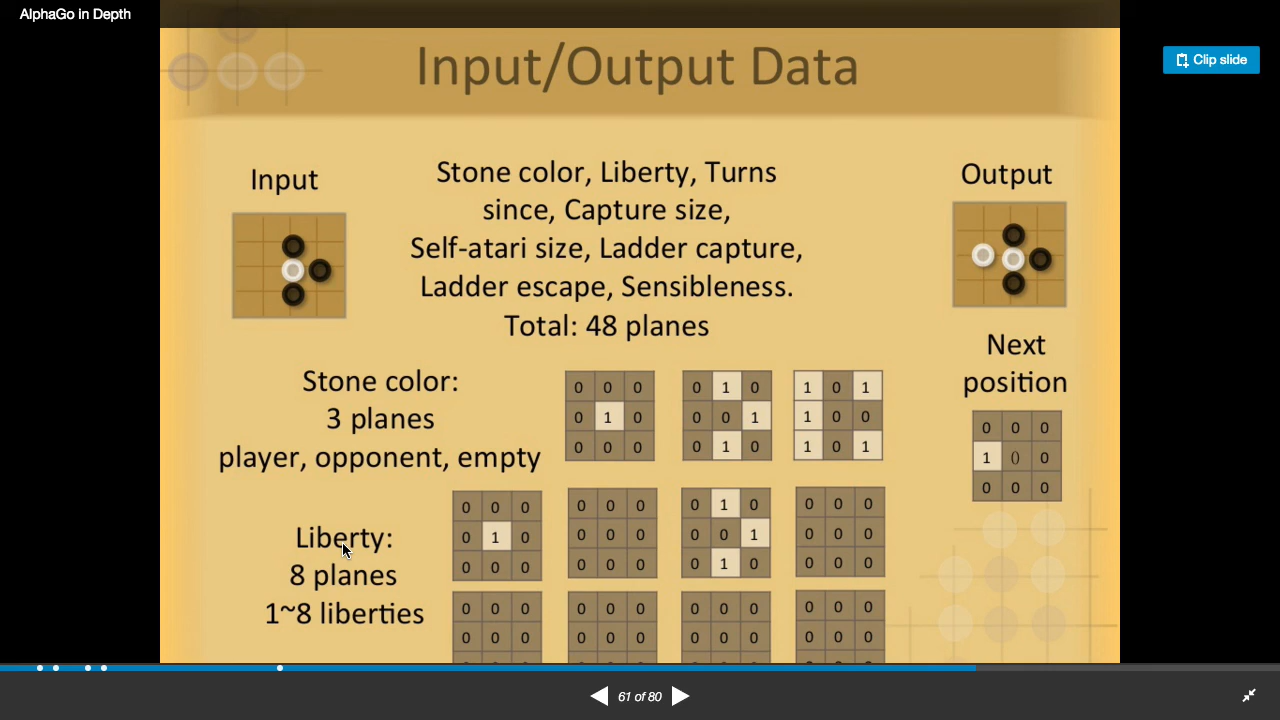 AlphaGo in Depth
Clip slide
Input/Output Data
Input
Stone color, Liberty, Turns
since, Capture size,
Self-atari size, Ladder capture,
Ladder escape, Sensibleness.
Total: 48 planes
Output
Next
position
0 0 0
1 0 0
0 0 0
Stone color:
3 planes
player, opponent, empty
0 0 0 0 1 0 1 0 1
0 1 0 0 0 1 1 0 0
0 0 0 0 1 0 1 0 1
Liberty:
8 planes
1~8 liberties
0 0 0 0 0 0 0 1 0 0 0 0
0 1 0 0 0 0 0 0 1 0 0 0
0 0 0 0 0 0 0 1 0 0 0 0
0 0 0 0 0 0 0 0 0 0 0 0
0 0 0 0 0 0 0 0 0 0 0 0
61 of 80